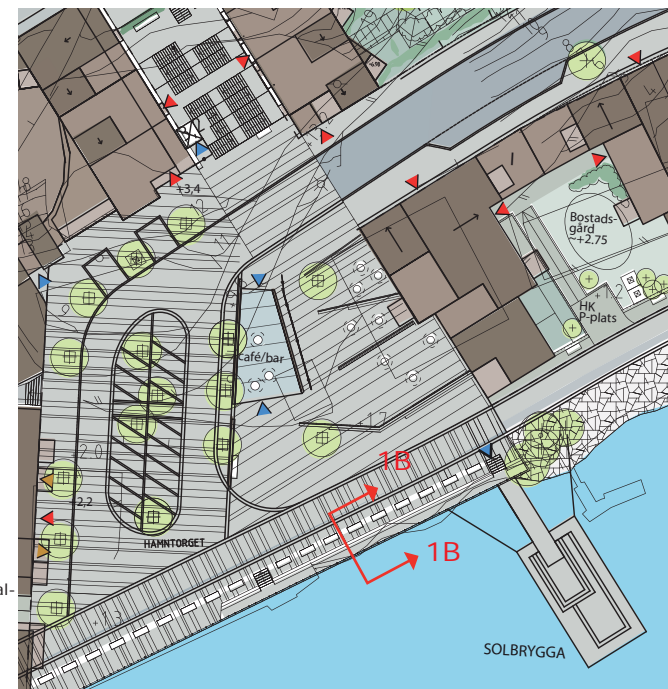 +3,4
Bostads-
gård
~+2.75
HK
P-plats
café/bar
+1,7
1B
2,0
+2,2
HAMNTORGET
1B
al-
+1,3
SOLBRYGGA